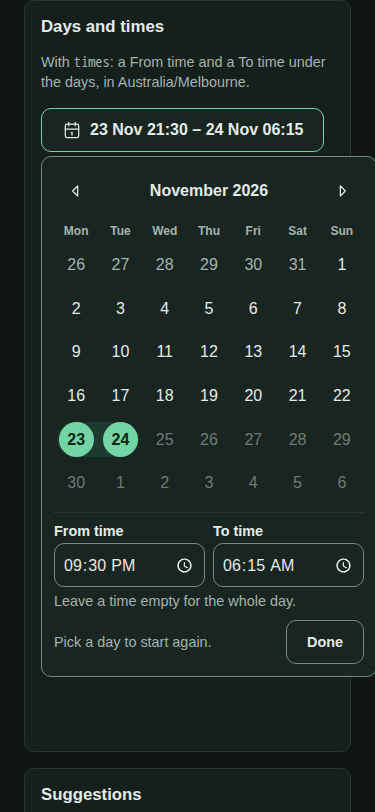 Days and times
With times: a From time and a To time under
the days, in Australia/Melbourne.
23 Nov 21:30 – 24 Nov 06:15
November 2026
Mon Tue Wed Thu Fri Sat Sun
26 27 28 29 30 31 1
2 3 4 5 6 7 8
9 10 11 12 13 14 15
16 17 18 19 20 21 22
23 24 25 26 27 28 29
30 1 2 3 4 5 6
From time To time
09:30 PM 06:15 AM
Leave a time empty for the whole day.
Pick a day to start again. Done
Suggestions